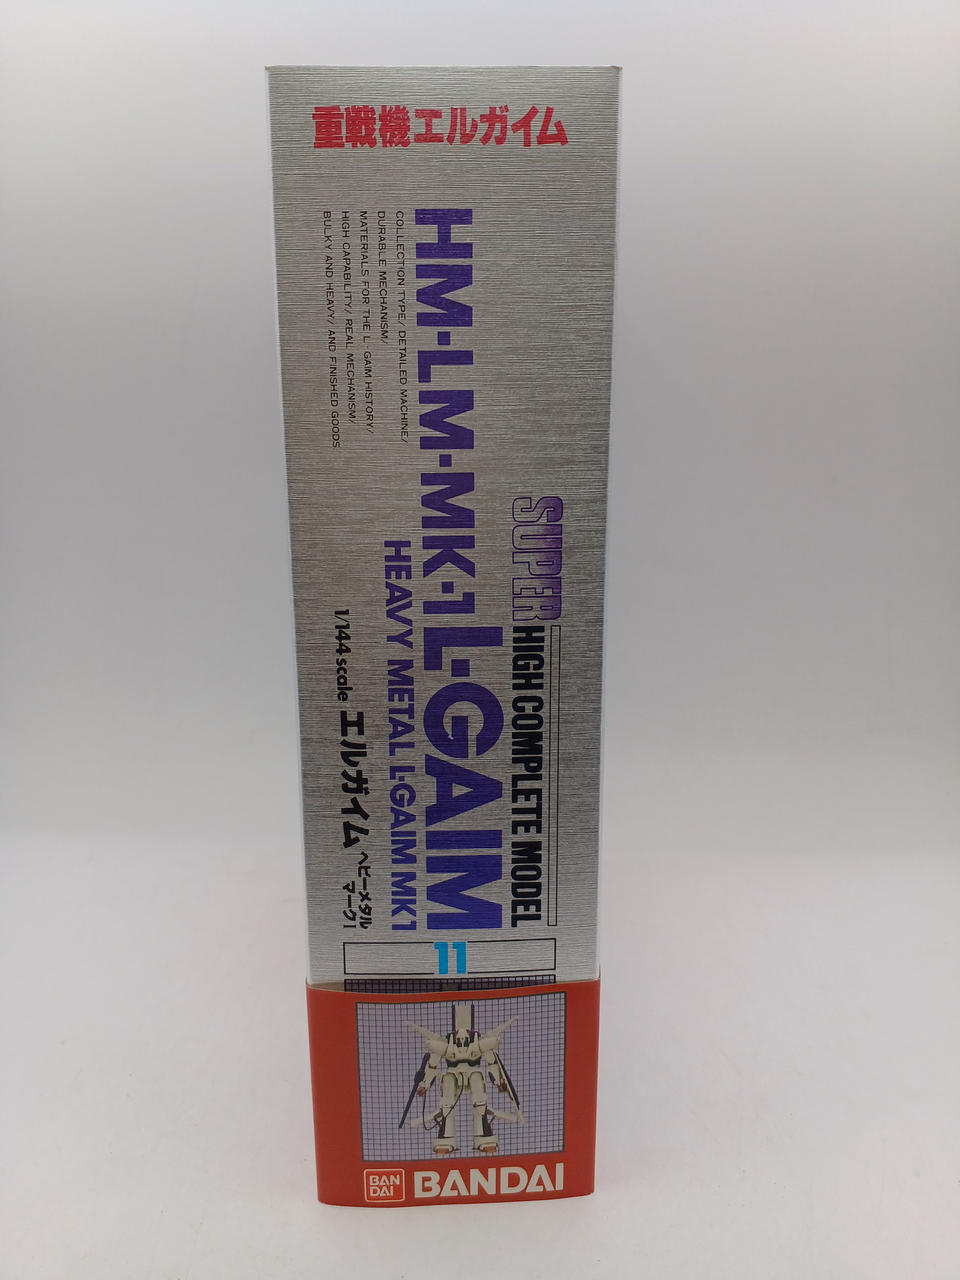 重戦機エルガイム
SUPER HIGH COMPLETE MODEL
HM·LM·MK·1 L·GAIM
HEAVY METAL L·GAIM MK1
COLLECTION TYPE/ DETAILED MACHINE/
DURABLE MECHANISM/
MATERIALS FOR THE L·GAIM HISTORY/
HIGH CAPABILITY/ REAL MECHANISM/
BULKY AND HEAVY/ AND FINISHED GOODS
1/144 scale エルガイム ヘビーメタル
マークI
11
BAN
DAI
BANDAI